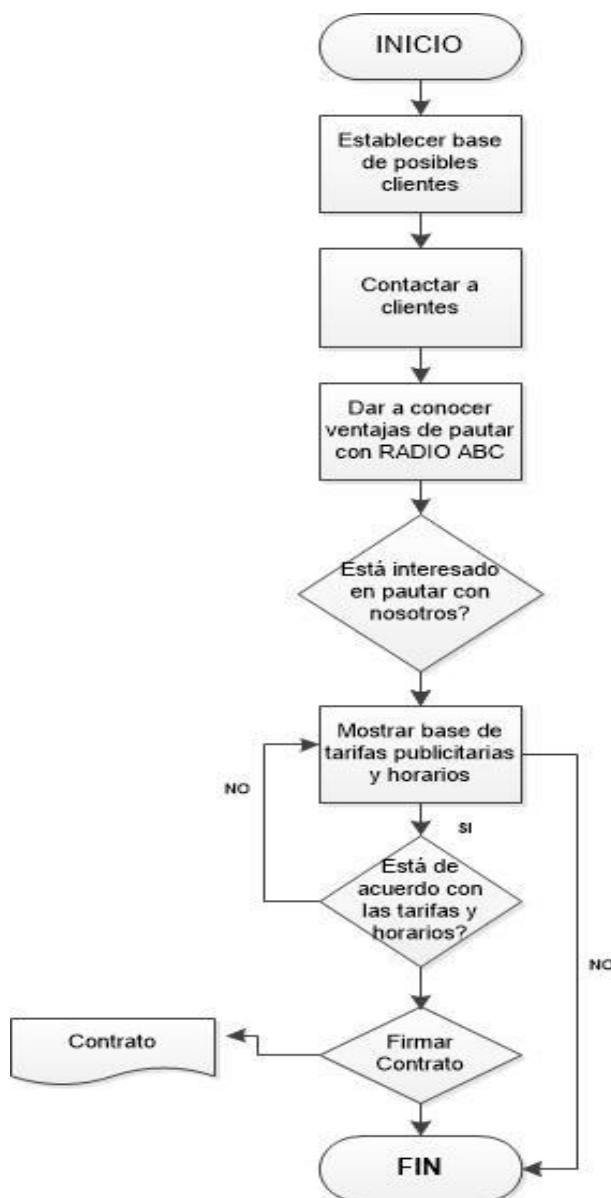 INICIO
Establecer base
de posibles
clientes
Contactar a
clientes
Dar a conocer
ventajas de pautar
con RADIO ABC
Está interesado
en pautar con
nosotros?
Mostrar base de
tarifas publicitarias
y horarios
NO
SI
Está de
acuerdo con
las tarifas y
horarios?
NO
Contrato
Firmar
Contrato
FIN